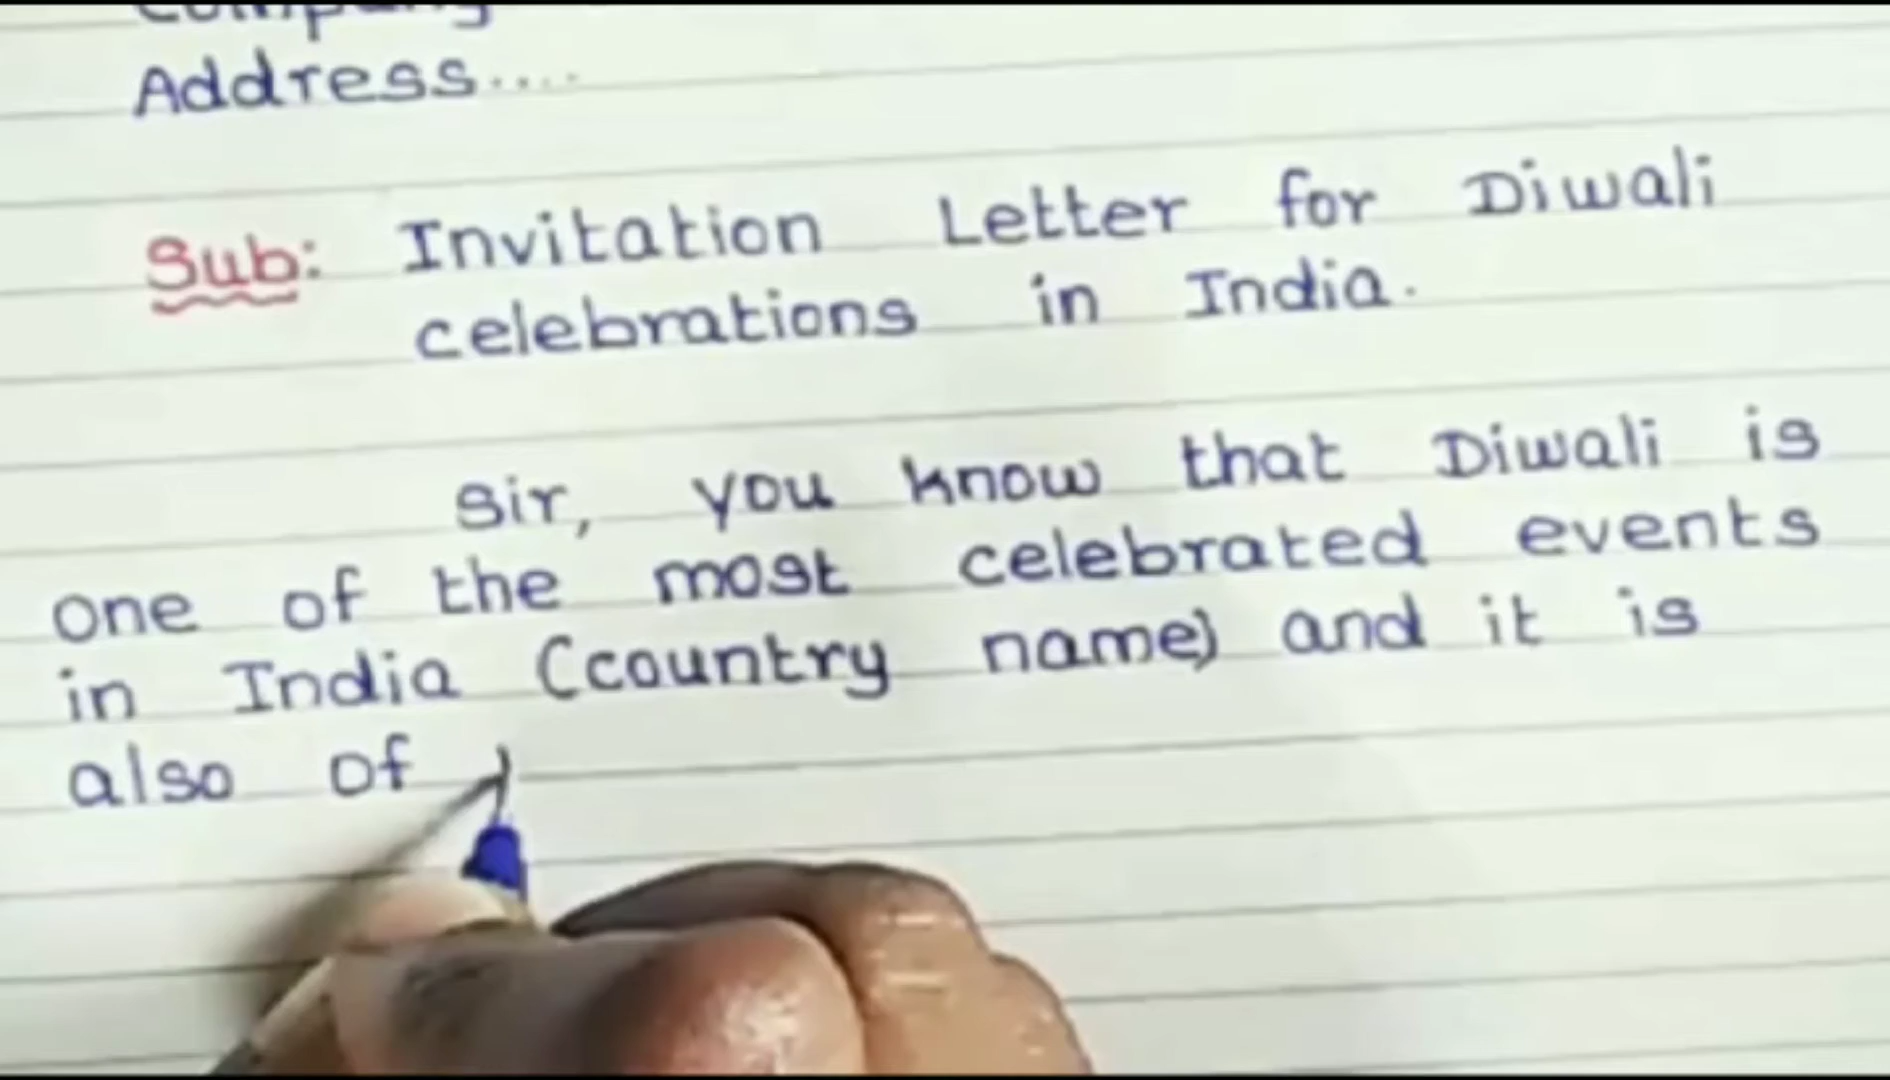 Company
Address....
Sub: Invitation Letter for Diwali
celebrations in India.
Sir, you know that Diwali is
one of the most celebrated events
in India (country name) and it is
also of